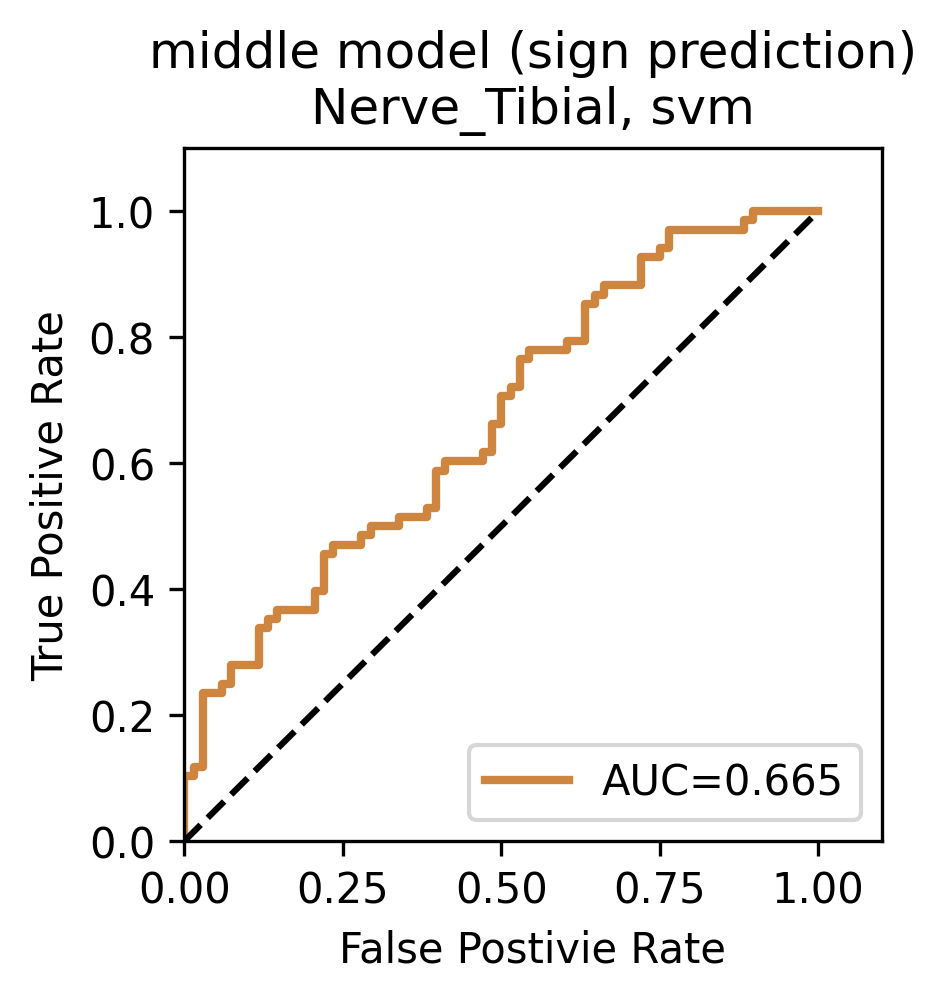 middle model (sign prediction)
Nerve_Tibial, svm
1.0
0.8
0.6
0.4
0.2
0.0
True Positive Rate
AUC=0.665
0.00 0.25 0.50 0.75 1.00
False Postivie Rate